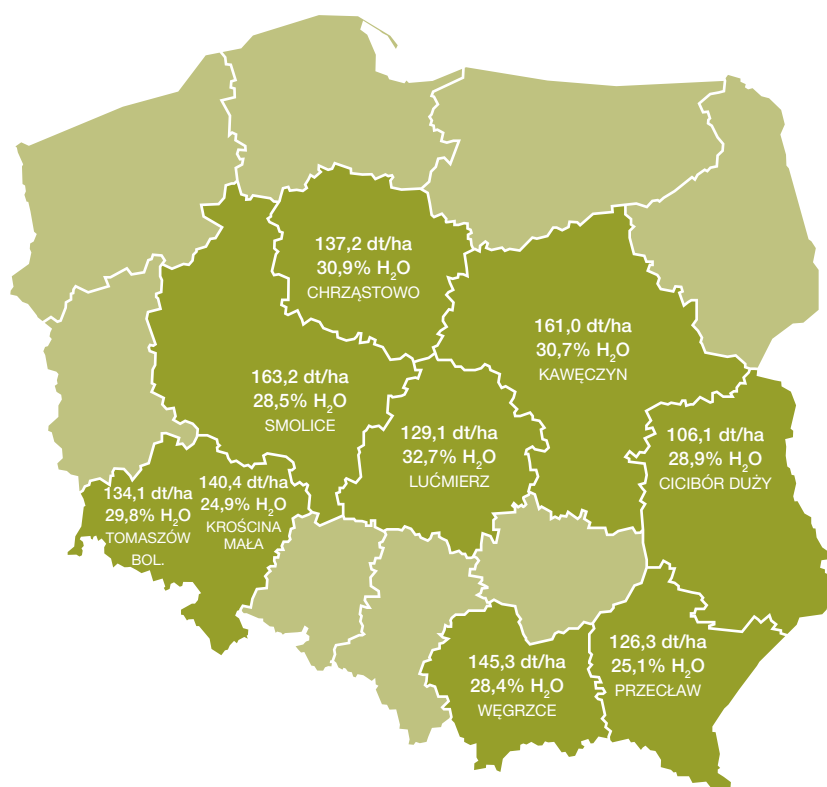 137,2 dt/ha
30,9% H₂O
CHRZĄSTOWO
161,0 dt/ha
30,7% H₂O
KAWĘCZYN
163,2 dt/ha
28,5% H₂O
SMOLICE
129,1 dt/ha
32,7% H₂O
LUĆMIERZ
106,1 dt/ha
28,9% H₂O
CICIBÓR DUŻY
134,1 dt/ha
29,8% H₂O
TOMASZÓW
BOL.
140,4 dt/ha
24,9% H₂O
KROŚCINA
MAŁA
145,3 dt/ha
28,4% H₂O
WĘGRZCE
126,3 dt/ha
25,1% H₂O
PRZECŁAW